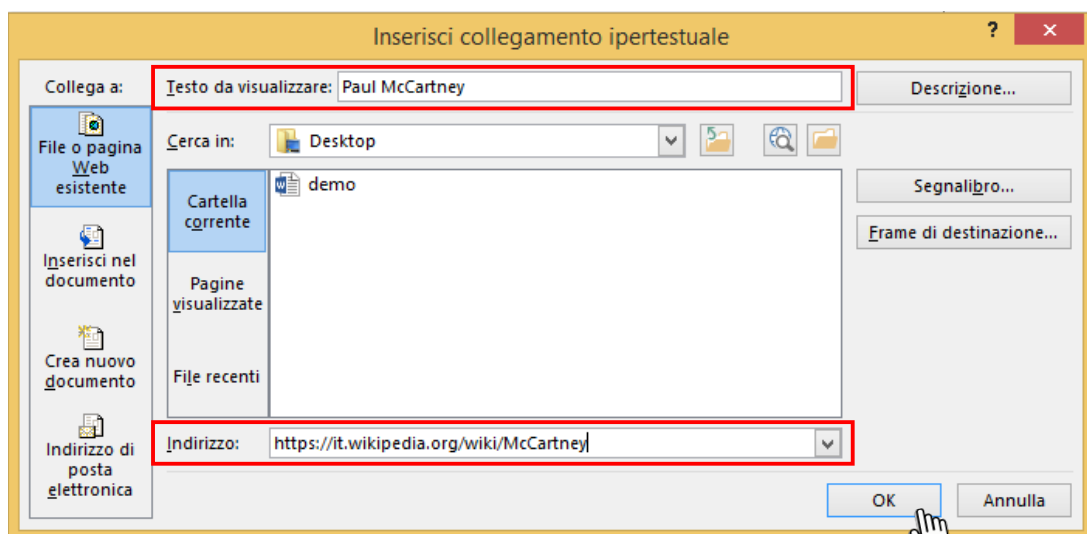 Inserisci collegamento ipertestuale
?
×
Collega a:
File o pagina
Web
esistente
Inserisci nel
documento
Crea nuovo
documento
Indirizzo di
posta
elettronica
Testo da visualizzare: Paul McCartney
Cerca in: Desktop
Cartella
corrente
Pagine
visualizzate
File recenti
demo
Indirizzo: https://it.wikipedia.org/wiki/McCartney
Descrizione...
Segnalibro...
Frame di destinazione...
OK Annulla